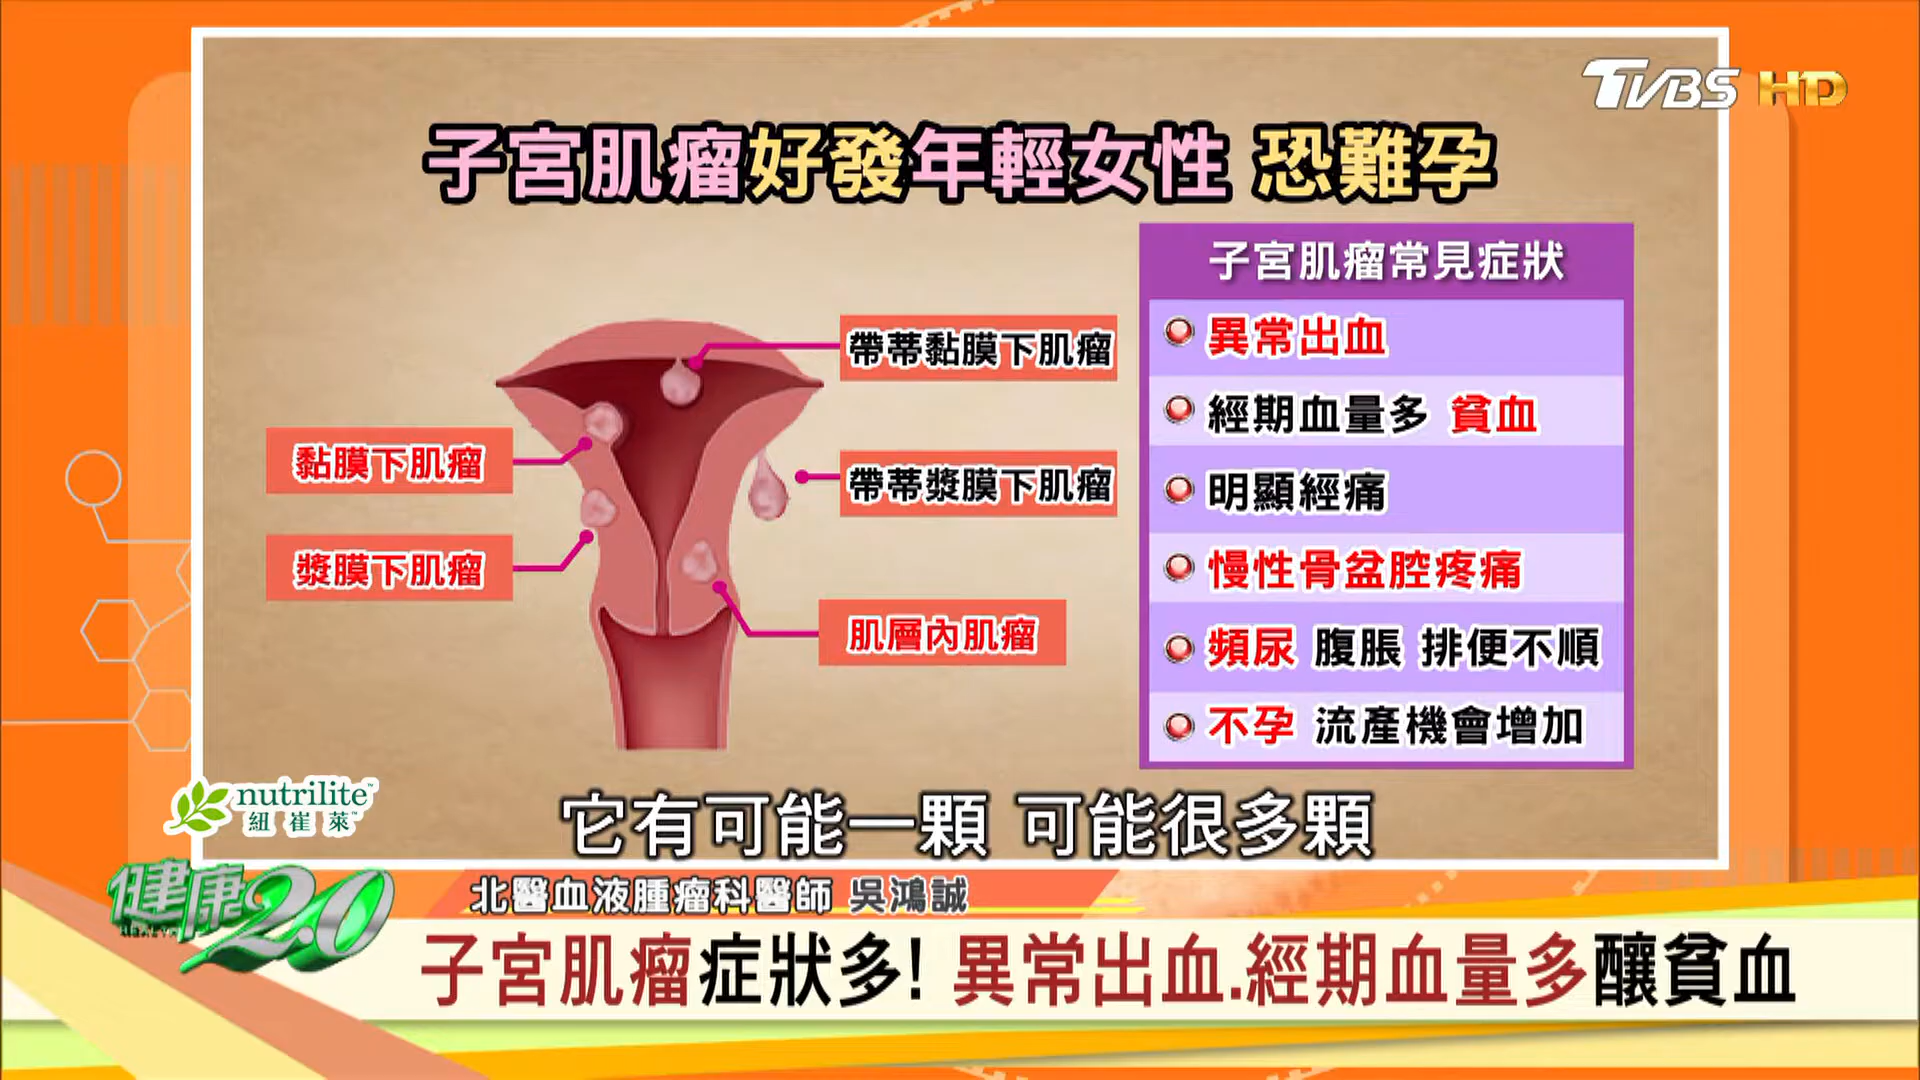 TVBS HD
子宮肌瘤好發年輕女性 恐難孕
子宮肌瘤常見症狀
異常出血
經期血量多 貧血
明顯經痛
慢性骨盆腔疼痛
頻尿 腹脹 排便不順
不孕 流產機會增加
帶蒂黏膜下肌瘤
黏膜下肌瘤
帶蒂漿膜下肌瘤
漿膜下肌瘤
肌層內肌瘤
nutrilite™
紐崔萊™
它有可能一顆 可能很多顆
健康2.0
HEALTH
北醫血液腫瘤科醫師 吳鴻誠
子宮肌瘤症狀多! 異常出血.經期血量多釀貧血